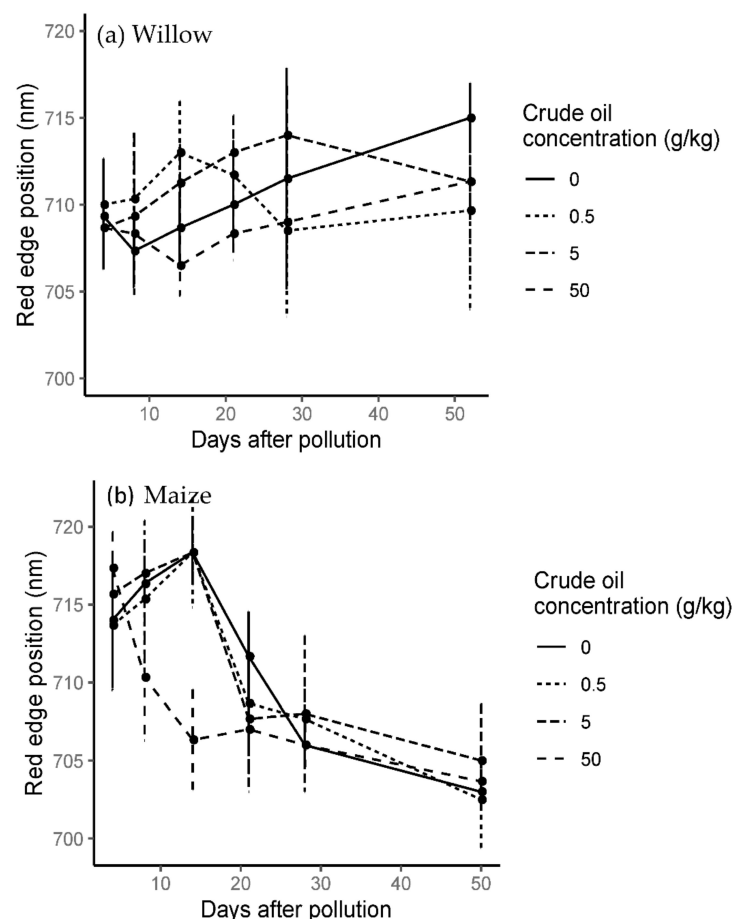 (a) Willow
720
715
710
705
700
Red edge position (nm)
10 20 30 40 50
Days after pollution
Crude oil
concentration (g/kg)
0
0.5
5
50
(b) Maize
720
715
710
705
700
Red edge position (nm)
10 20 30 40 50
Days after pollution
Crude oil
concentration (g/kg)
0
0.5
5
50